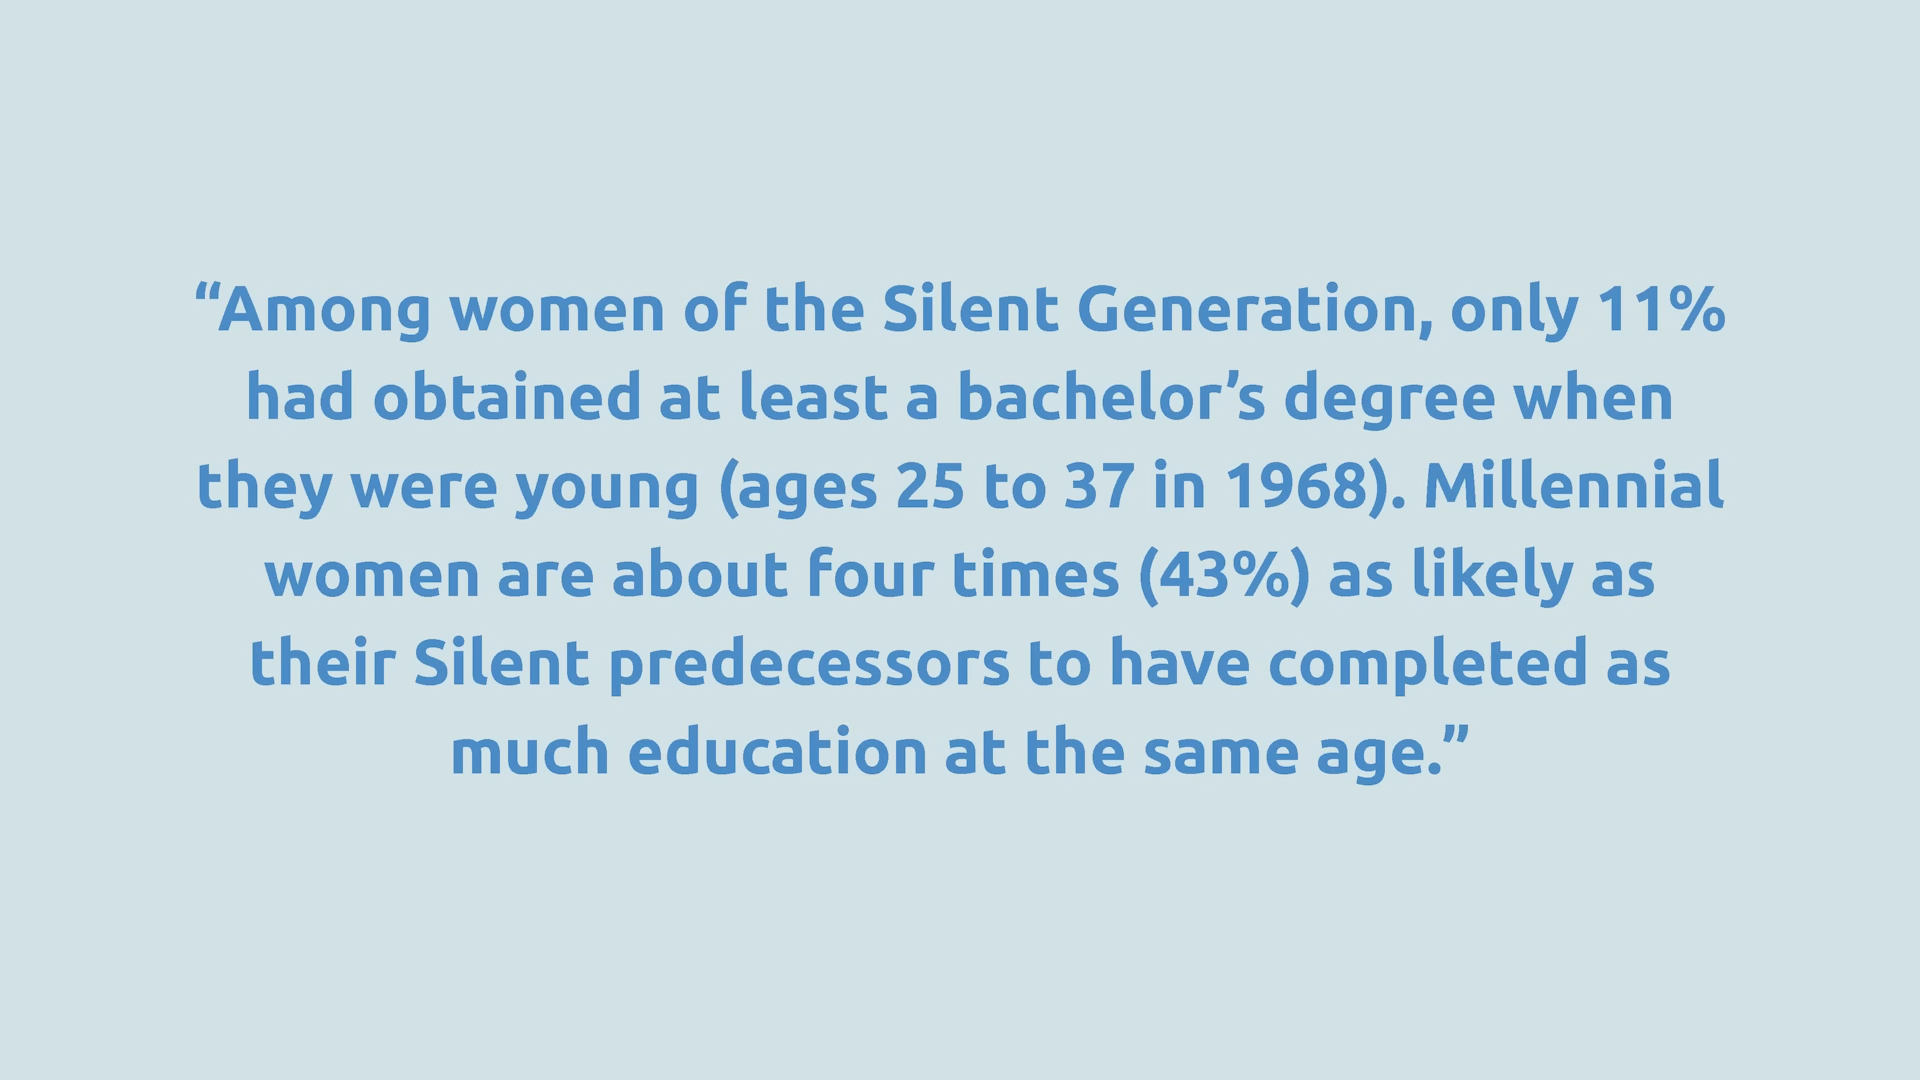 “Among women of the Silent Generation, only 11%
had obtained at least a bachelor’s degree when
they were young (ages 25 to 37 in 1968). Millennial
women are about four times (43%) as likely as
their Silent predecessors to have completed as
much education at the same age.”